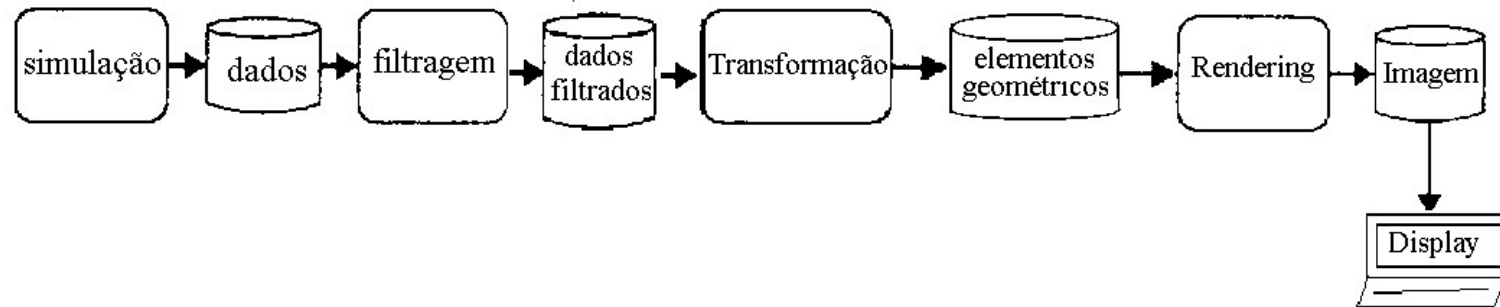 simulação
dados
filtragem
dados
filtrados
Transformação
elementos
geométricos
Rendering
Imagem
Display